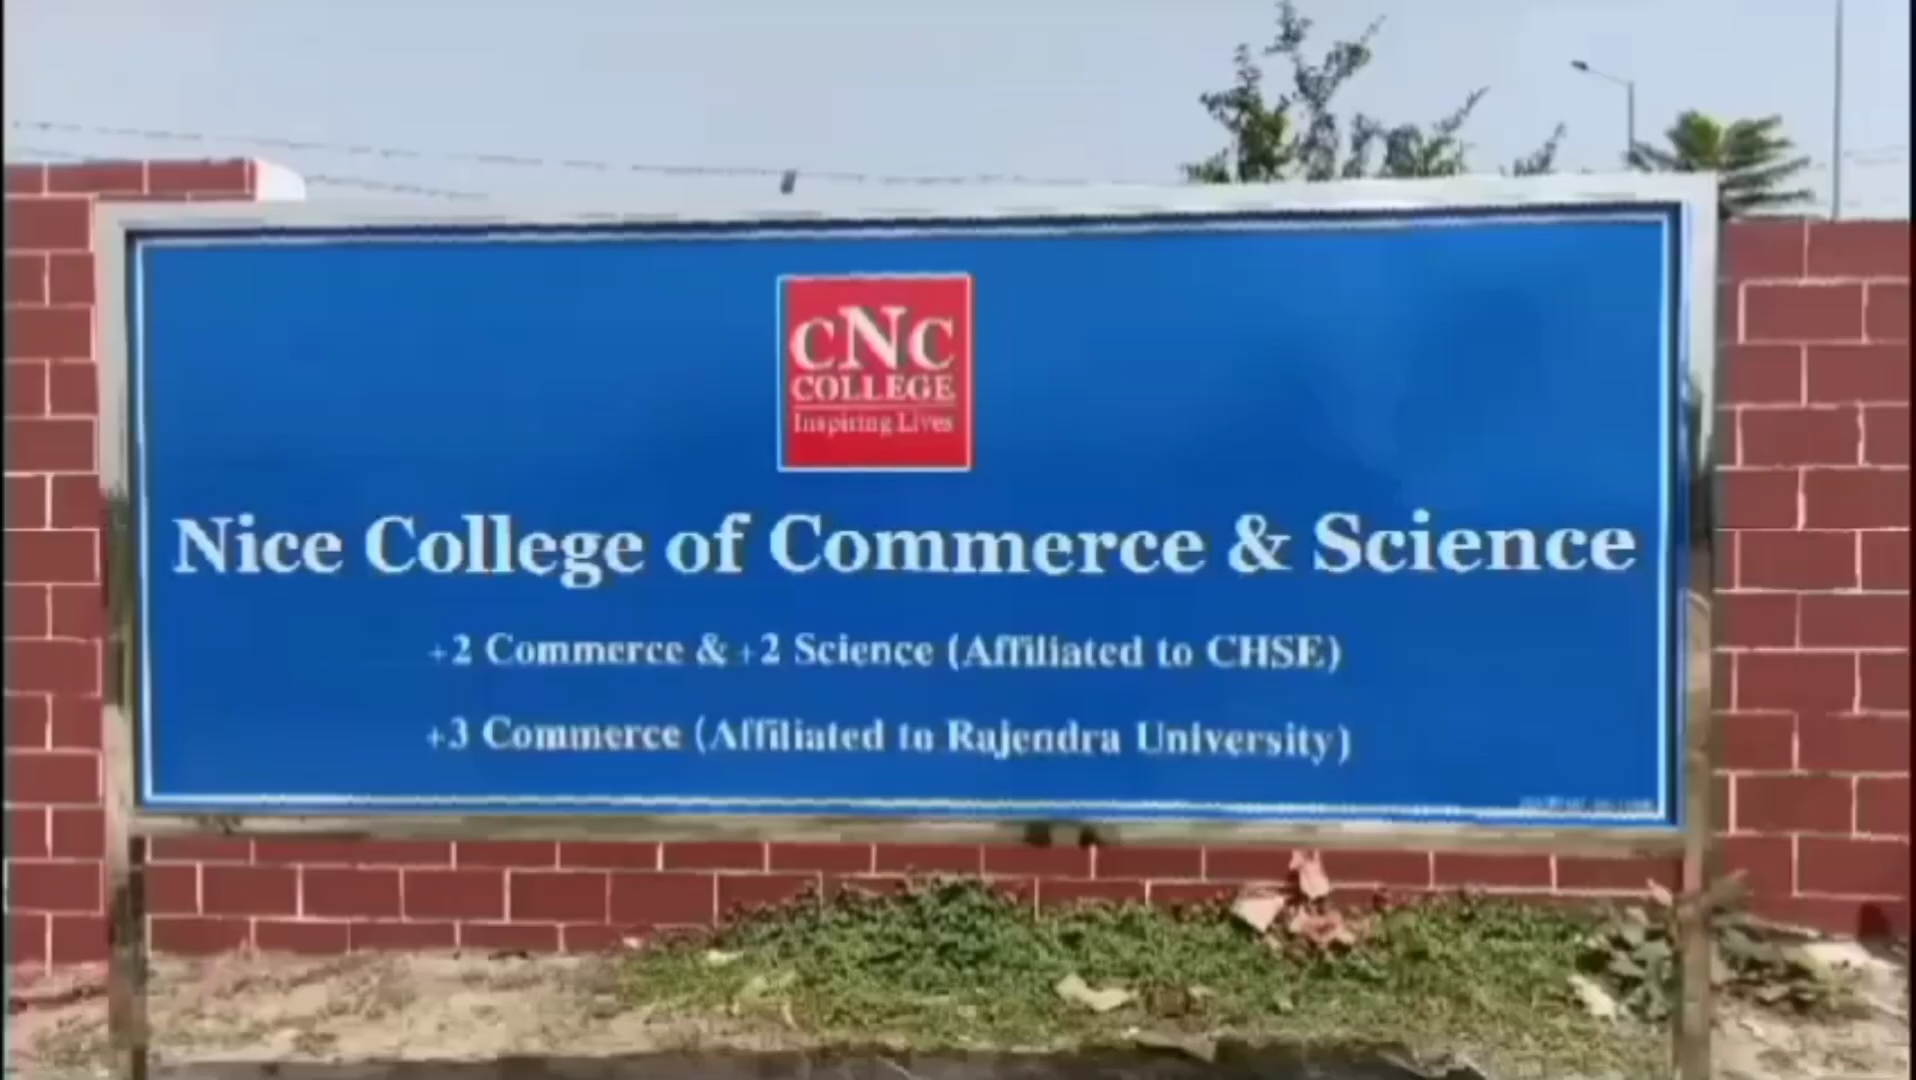 CNC
COLLEGE
Inspiring Lives
Nice College of Commerce & Science
+2 Commerce & +2 Science (Affiliated to CHSE)
+3 Commerce (Affiliated to Rajendra University)